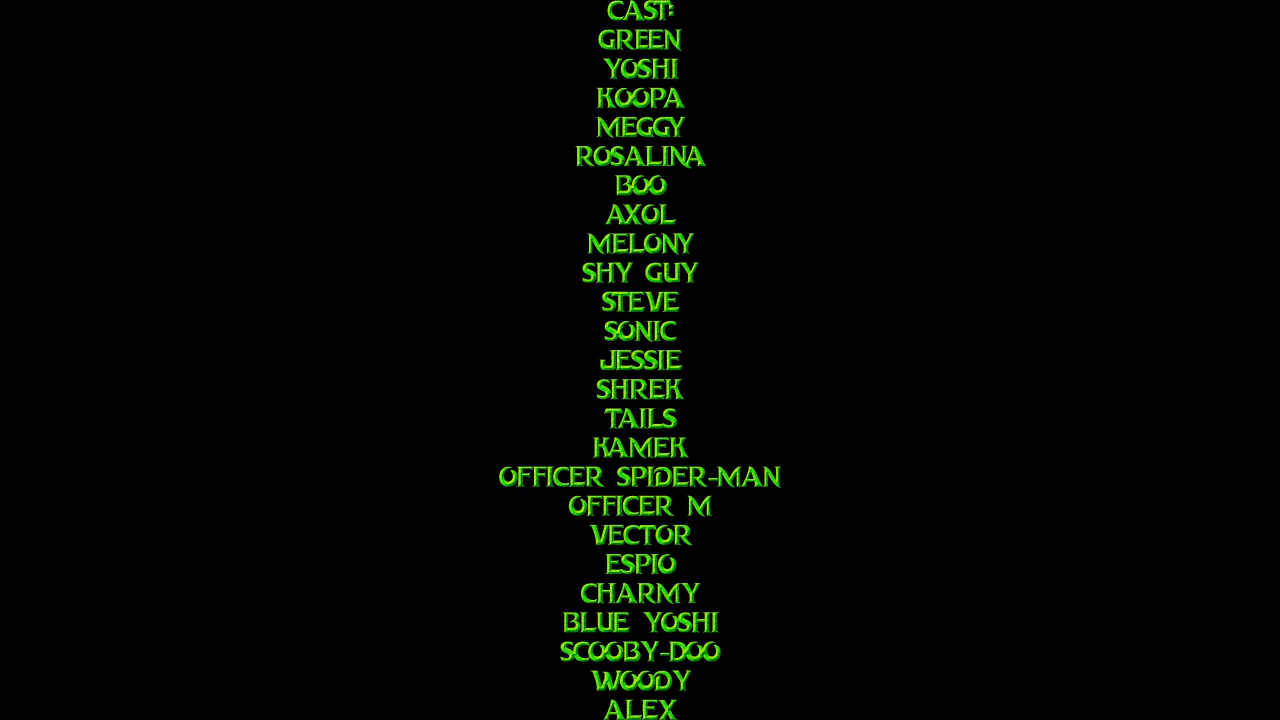 CAST:
GREEN
YOSHI
KOOPA
MEGGY
ROSALINA
BOO
AXOL
MELONY
SHY GUY
STEVE
SONIC
JESSIE
SHREK
TAILS
KAMEK
OFFICER SPIDER-MAN
OFFICER M
VECTOR
ESPIO
CHARMY
BLUE YOSHI
SCOOBY-DOO
WOODY
ALEX